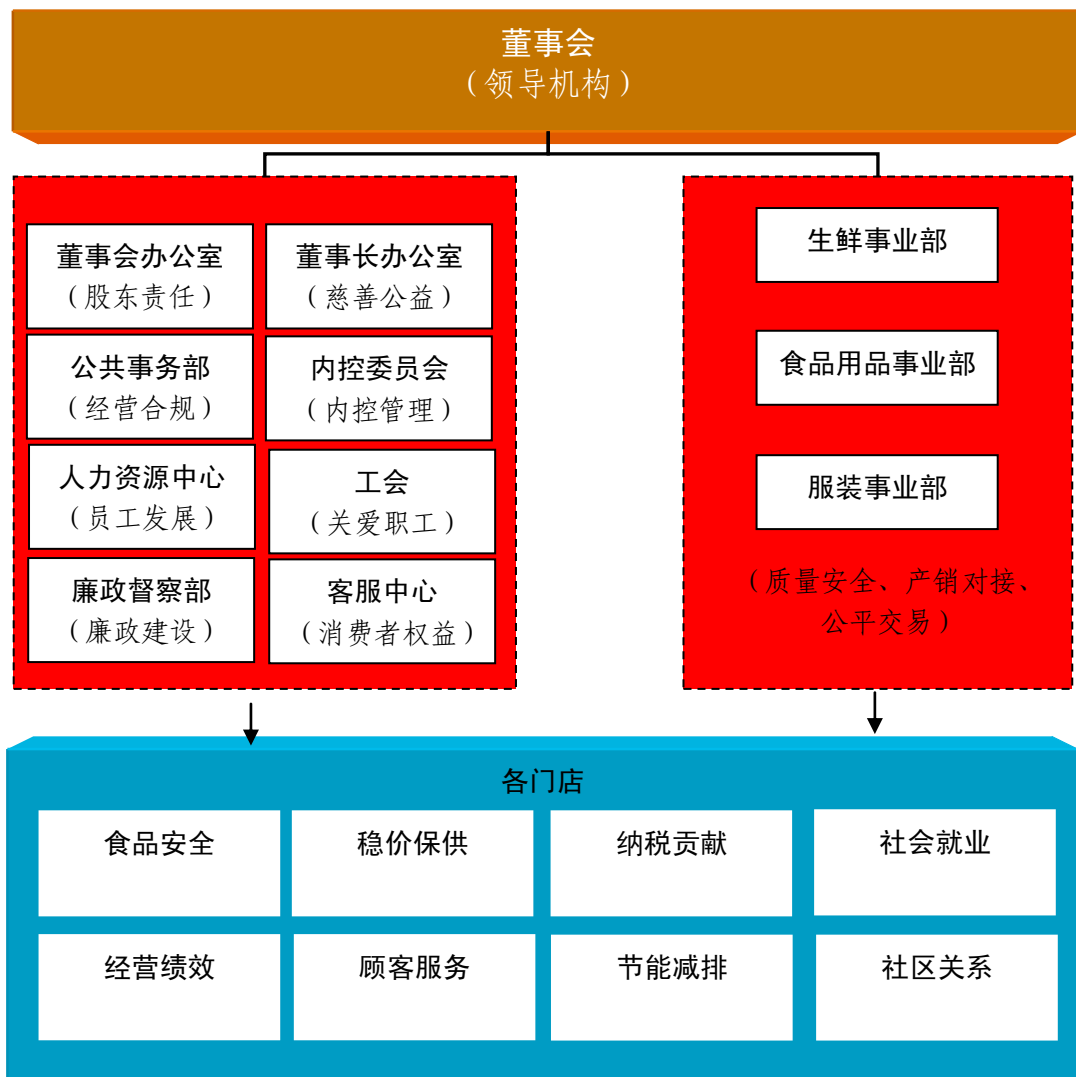 董事会
（领导机构）
董事会办公室
（股东责任）
董事长办公室
（慈善公益）
公共事务部
（经营合规）
内控委员会
（内控管理）
人力资源中心
（员工发展）
工会
（关爱职工）
廉政督察部
（廉政建设）
客服中心
（消费者权益）
生鲜事业部
食品用品事业部
服装事业部
（质量安全、产销对接、
公平交易）
各门店
食品安全
稳价保供
纳税贡献
社会就业
经营绩效
顾客服务
节能减排
社区关系